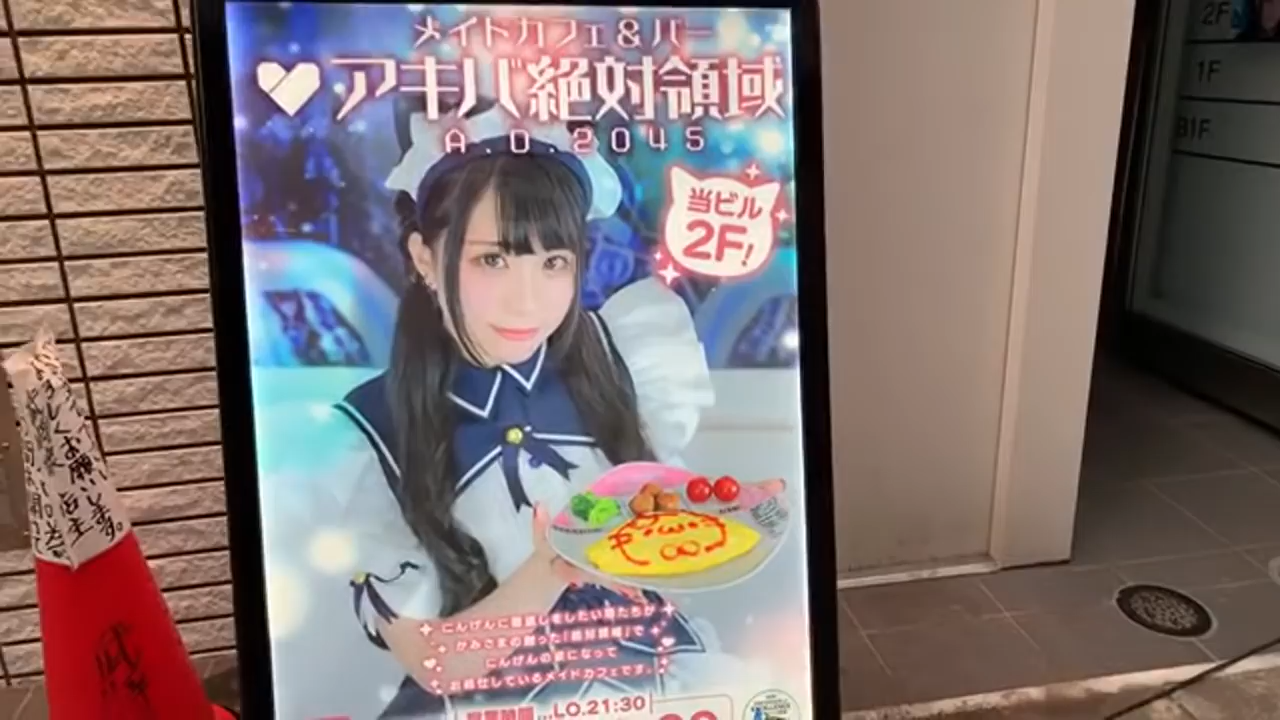 メイドカフェ&バー
アキバ絶対領域
A.D.2045
当ビル
2F!
にんげんに恩返しをしたい猫たちが
かみさまの創った「絶対領域」で
にんげんの姿になって
お給仕しているメイドカフェです。
営業時間...LO.21:30
2F
1F
B1F